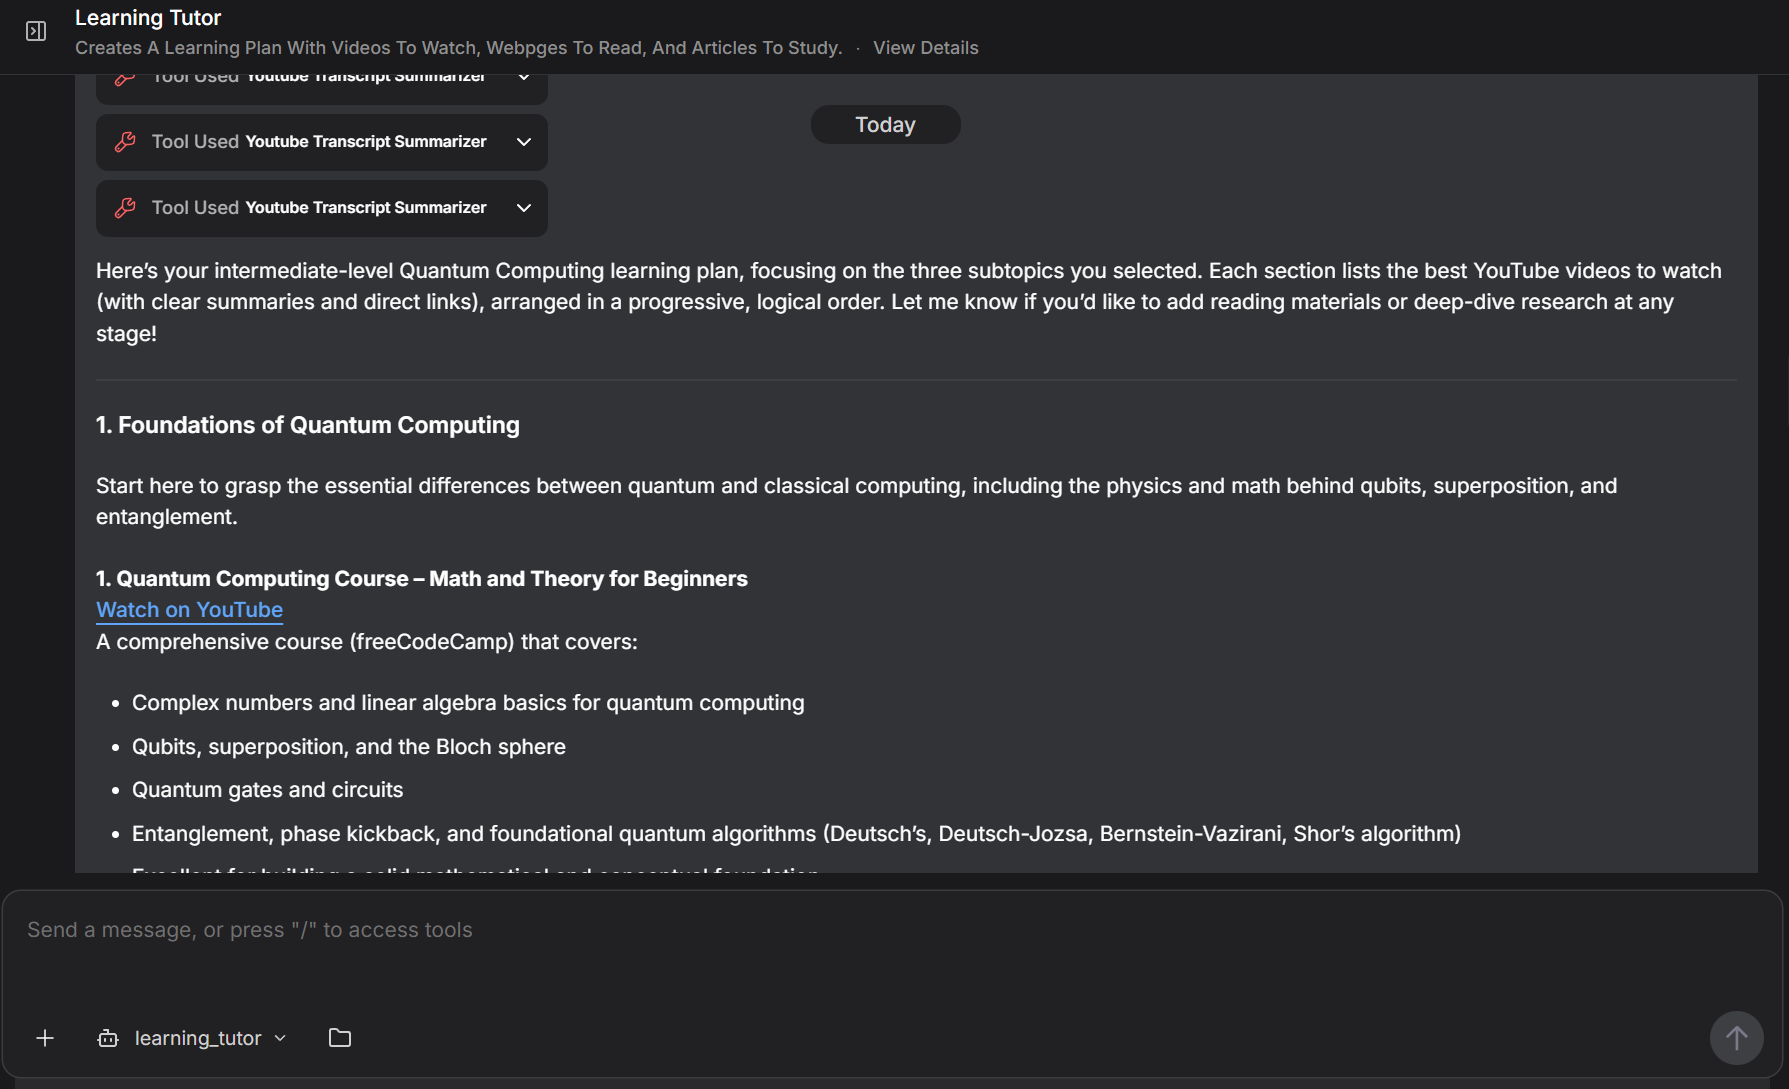 Learning Tutor
Creates A Learning Plan With Videos To Watch, Webpges To Read, And Articles To Study. · View Details
Tool Used Youtube Transcript Summarizer
Today
Tool Used Youtube Transcript Summarizer
Tool Used Youtube Transcript Summarizer
Here’s your intermediate-level Quantum Computing learning plan, focusing on the three subtopics you selected. Each section lists the best YouTube videos to watch
(with clear summaries and direct links), arranged in a progressive, logical order. Let me know if you’d like to add reading materials or deep-dive research at any
stage!
1. Foundations of Quantum Computing
Start here to grasp the essential differences between quantum and classical computing, including the physics and math behind qubits, superposition, and
entanglement.
1. Quantum Computing Course – Math and Theory for Beginners
Watch on YouTube
A comprehensive course (freeCodeCamp) that covers:
• Complex numbers and linear algebra basics for quantum computing
• Qubits, superposition, and the Bloch sphere
• Quantum gates and circuits
• Entanglement, phase kickback, and foundational quantum algorithms (Deutsch’s, Deutsch-Jozsa, Bernstein-Vazirani, Shor’s algorithm)
Excellent for building a solid mathematical and conceptual foundation
Send a message, or press "/" to access tools
learning_tutor